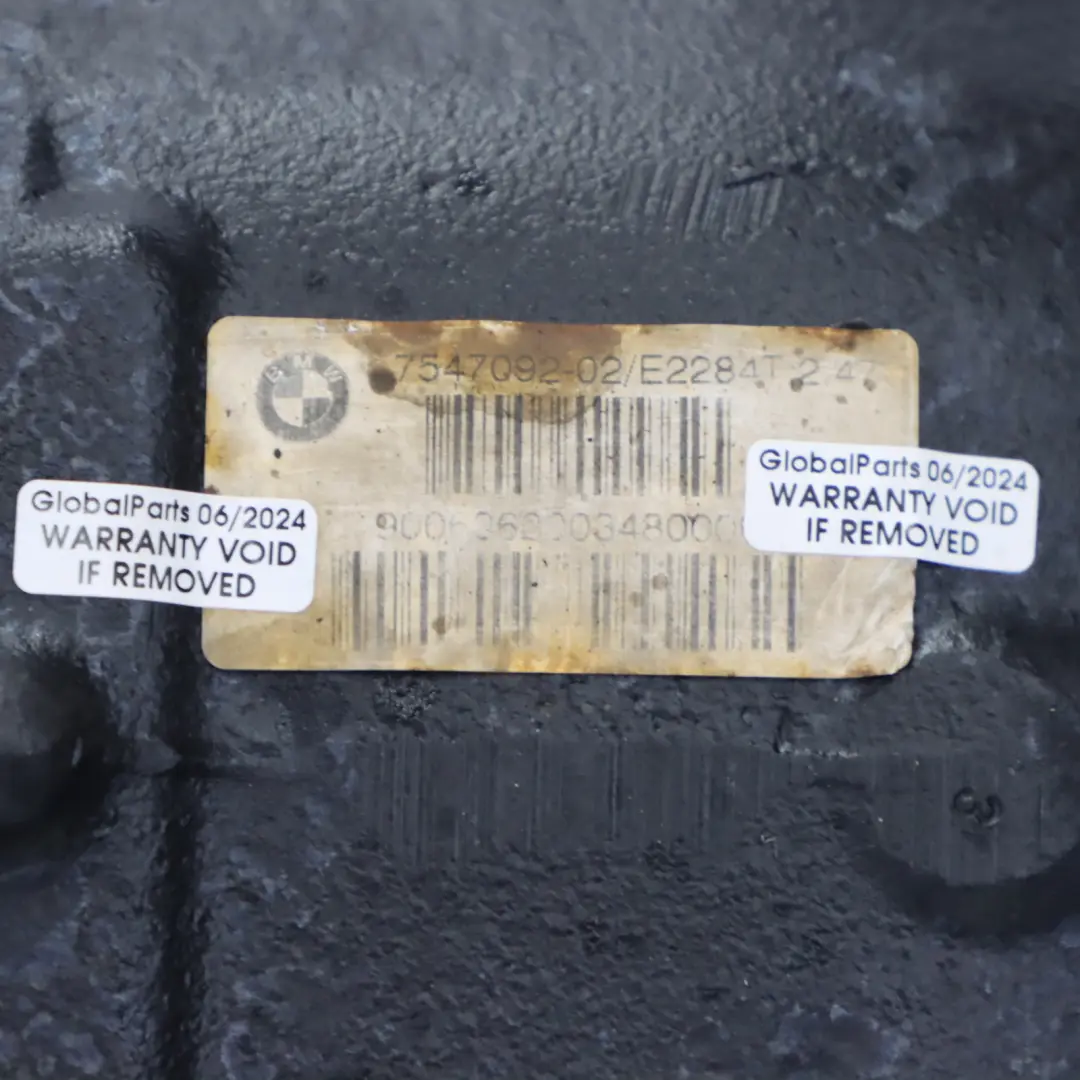 BMW
7547092-02/E2284T 2.47
GlobalParts 06/2024
WARRANTY VOID
IF REMOVED
GlobalParts 06/2024
WARRANTY VOID
IF REMOVED